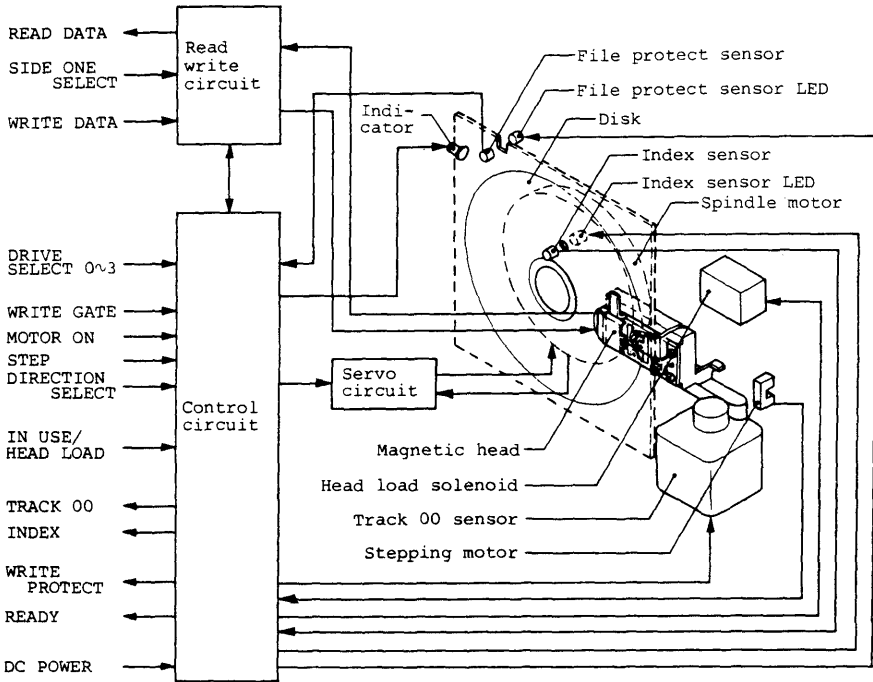 READ DATA
SIDE ONE
SELECT
WRITE DATA
Read
write
circuit
File protect sensor
File protect sensor LED
Indi-
cator
Disk
Index sensor
Index sensor LED
Spindle motor
DRIVE
SELECT 0~3
WRITE GATE
MOTOR ON
STEP
DIRECTION
SELECT
IN USE/
HEAD LOAD
TRACK 00
INDEX
WRITE
PROTECT
READY
DC POWER
Control
circuit
Servo
circuit
Magnetic head
Head load solenoid
Track 00 sensor
Stepping motor